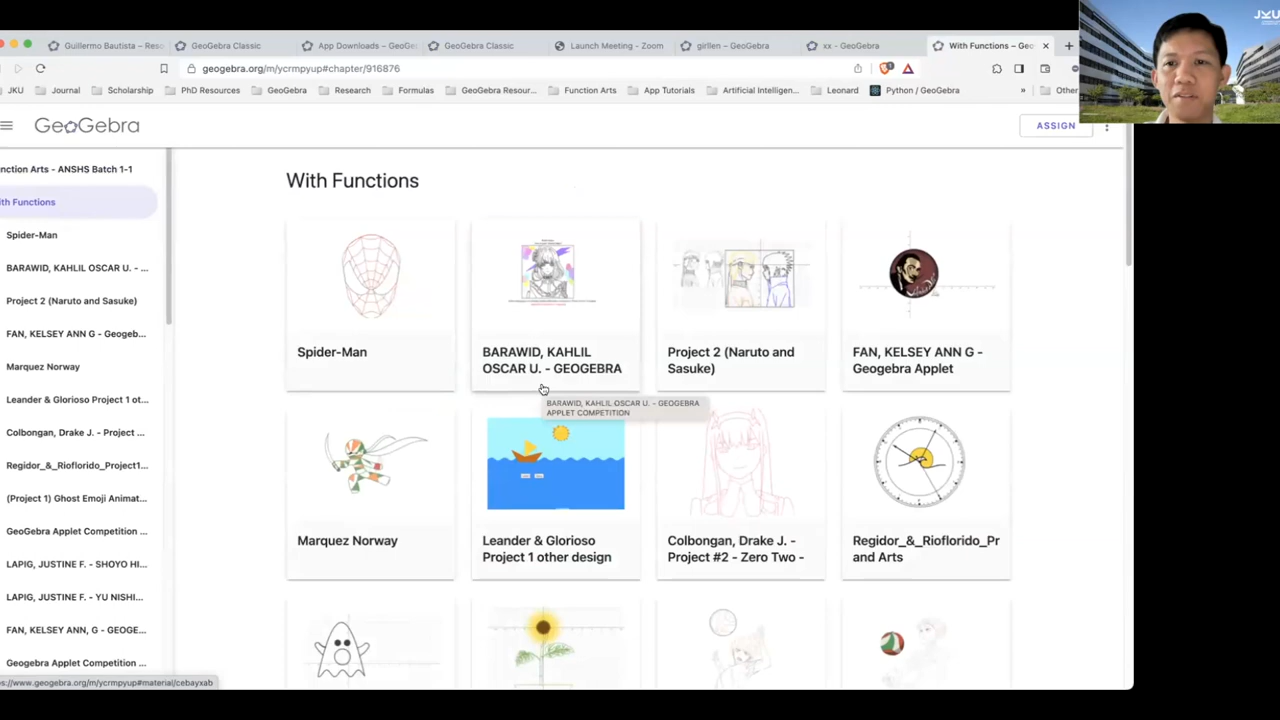 Guillermo Bautista – Reso
GeoGebra Classic
App Downloads – GeoGe
GeoGebra Classic
Launch Meeting - Zoom
girllen – GeoGebra
xx - GeoGebra
With Functions – Geo
geogebra.org/m/ycrmpyup#chapter/916876
JKU
Journal
Scholarship
PhD Resources
GeoGebra
Research
Formulas
GeoGebra Resour...
Function Arts
App Tutorials
Artificial Intelligen...
Leonard
Python / GeoGebra
»
Other
JKU
GeoGebra
ASSIGN
nction Arts - ANSHS Batch 1-1
ith Functions
Spider-Man
BARAWID, KAHLIL OSCAR U. - ...
Project 2 (Naruto and Sasuke)
FAN, KELSEY ANN G - Geogeb...
Marquez Norway
Leander & Glorioso Project 1 ot...
Colbongan, Drake J. - Project ...
Regidor_&_Rioflorido_Project1...
(Project 1) Ghost Emoji Animat...
GeoGebra Applet Competition ...
LAPIG, JUSTINE F. - SHOYO HI...
LAPIG, JUSTINE F. - YU NISHI...
FAN, KELSEY ANN, G - GEOGE...
Geogebra Applet Competition ...
With Functions
Spider-Man
BARAWID, KAHLIL
OSCAR U. - GEOGEBRA
Project 2 (Naruto and
Sasuke)
FAN, KELSEY ANN G -
Geogebra Applet
BARAWID, KAHLIL OSCAR U. - GEOGEBRA
APPLET COMPETITION
Marquez Norway
Leander & Glorioso
Project 1 other design
Colbongan, Drake J. -
Project #2 - Zero Two -
Regidor_&_Rioflorido_Pr
and Arts
ps://www.geogebra.org/m/ycrmpyup#material/cebayxab